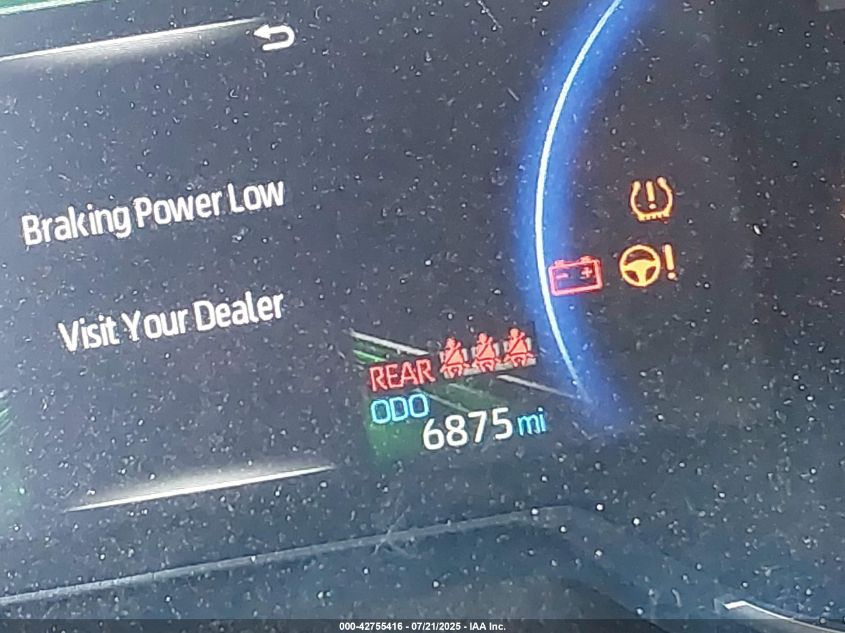 Braking Power Low
Visit Your Dealer
REAR
ODO
6875 mi
000-42755416 - 07/21/2025 - IAA Inc.